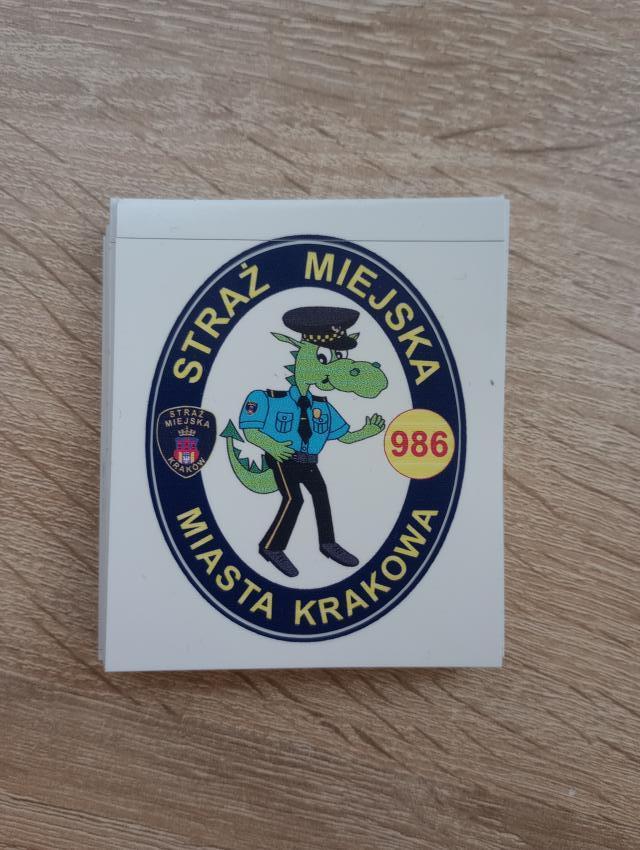 STRAŻ MIEJSKA
STRAŻ
MIEJSKA
KRAKÓW
986
MIASTA KRAKOWA